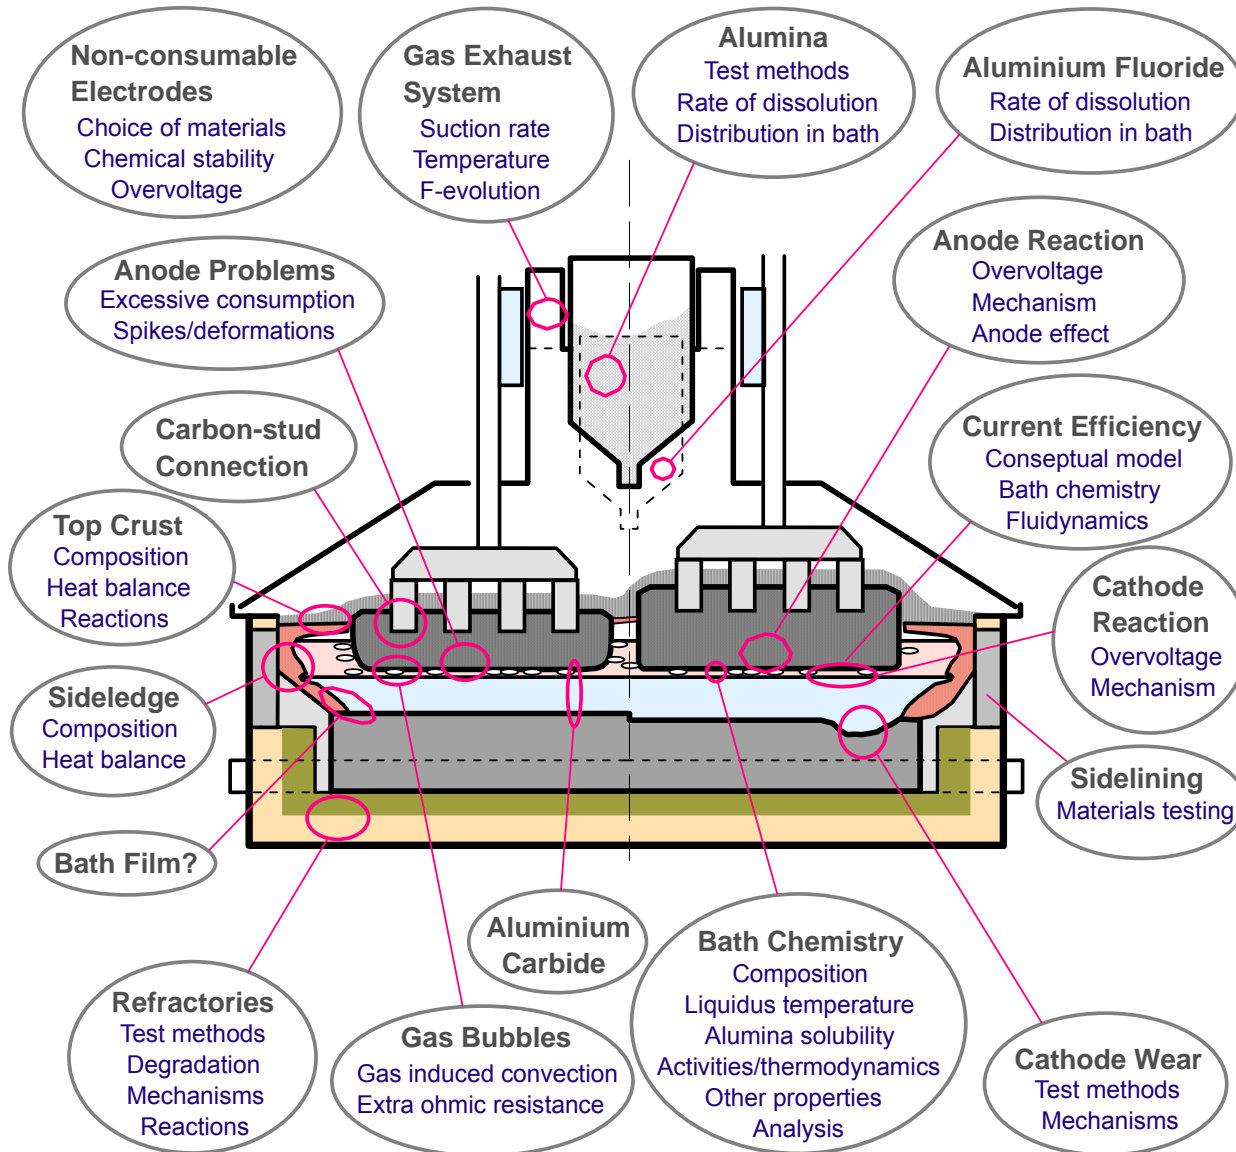 Non-consumable
Electrodes
Choice of materials
Chemical stability
Overvoltage
Gas Exhaust
System
Suction rate
Temperature
F-evolution
Alumina
Test methods
Rate of dissolution
Distribution in bath
Aluminium Fluoride
Rate of dissolution
Distribution in bath
Anode Problems
Excessive consumption
Spikes/deformations
Anode Reaction
Overvoltage
Mechanism
Anode effect
Carbon-stud
Connection
Current Efficiency
Conseptual model
Bath chemistry
Fluidynamics
Top Crust
Composition
Heat balance
Reactions
Cathode
Reaction
Overvoltage
Mechanism
Sideledge
Composition
Heat balance
Sidelining
Materials testing
Bath Film?
Aluminium
Carbide
Bath Chemistry
Composition
Liquidus temperature
Alumina solubility
Activities/thermodynamics
Other properties
Analysis
Refractories
Test methods
Degradation
Mechanisms
Reactions
Gas Bubbles
Gas induced convection
Extra ohmic resistance
Cathode Wear
Test methods
Mechanisms